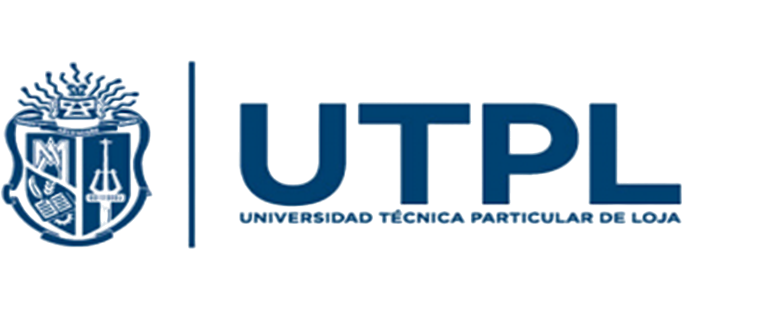 UTPL
UNIVERSIDAD TÉCNICA PARTICULAR DE LOJA